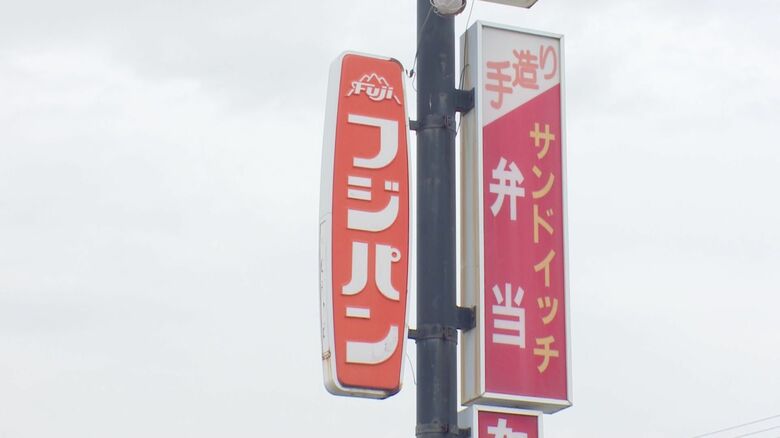 Fuji
フジパン
手造り
サンドイッチ
弁当